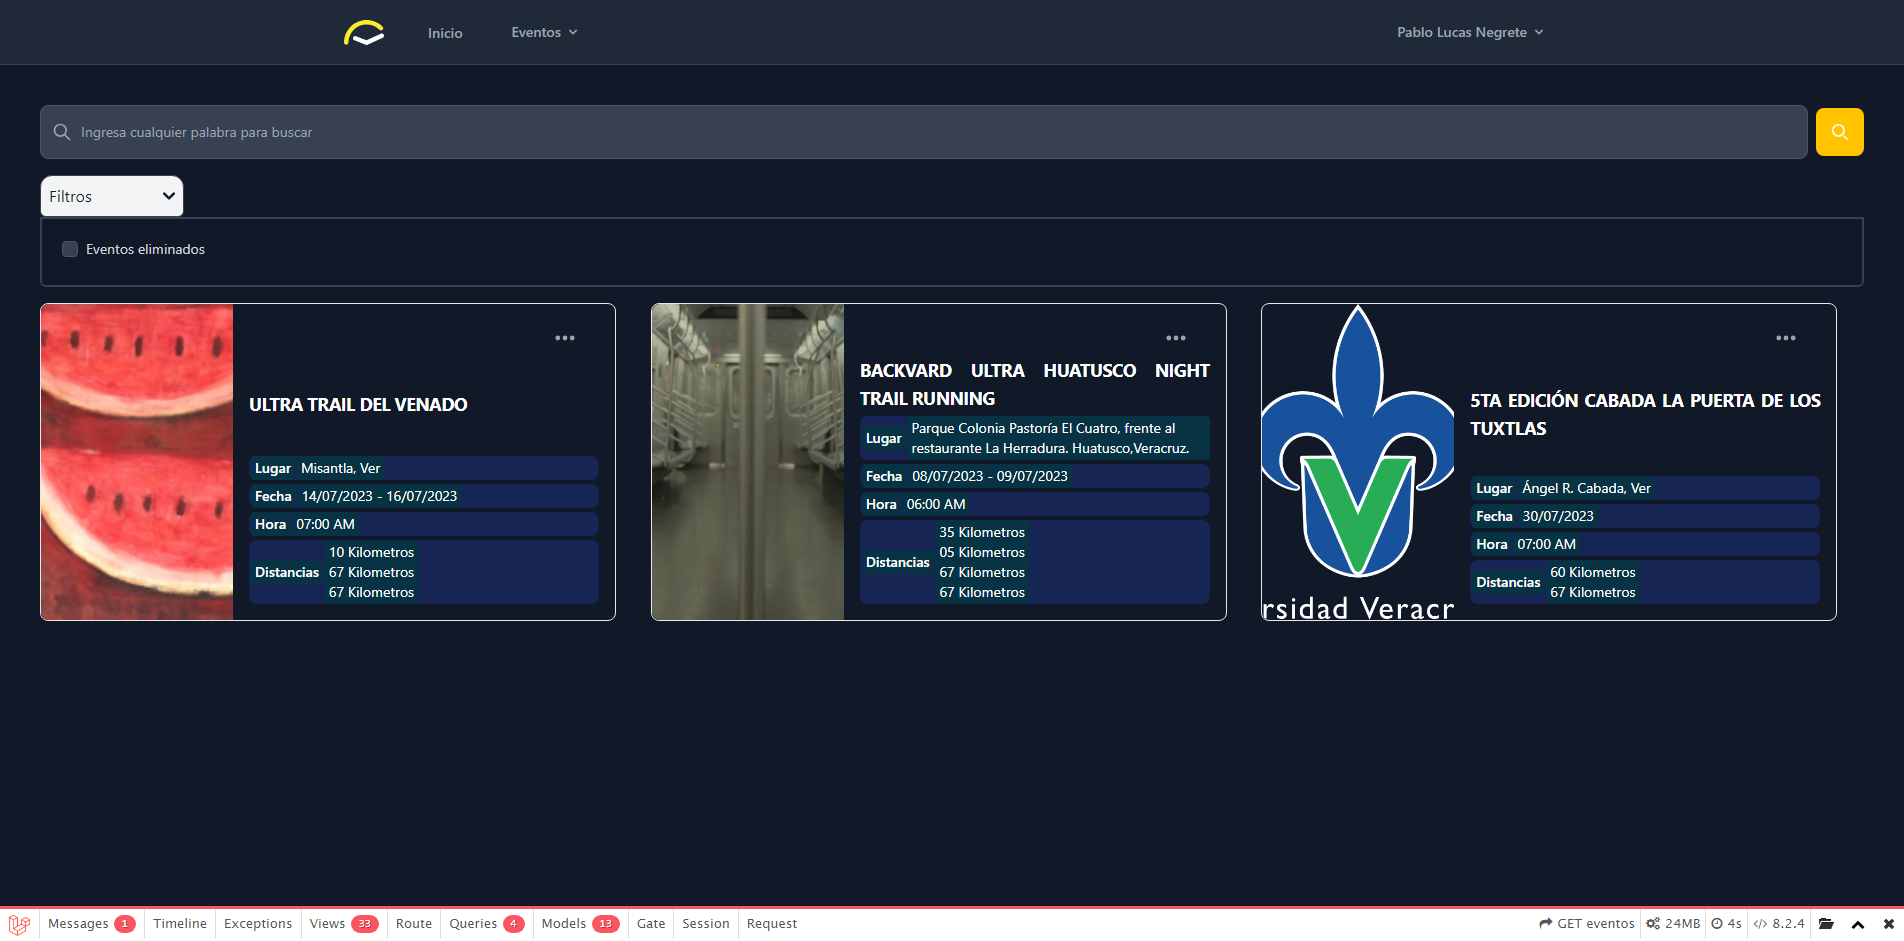 Inicio
Eventos
Pablo Lucas Negrete
Ingresa cualquier palabra para buscar
Filtros
Eventos eliminados
ULTRA TRAIL DEL VENADO
Lugar Misantla, Ver
Fecha 14/07/2023 - 16/07/2023
Hora 07:00 AM
Distancias
10 Kilometros
67 Kilometros
67 Kilometros
BACKVARD ULTRA HUATUSCO NIGHT
TRAIL RUNNING
Lugar
Parque Colonia Pastoría El Cuatro, frente al
restaurante La Herradura. Huatusco,Veracruz.
Fecha 08/07/2023 - 09/07/2023
Hora 06:00 AM
Distancias
35 Kilometros
05 Kilometros
67 Kilometros
67 Kilometros
rsidad Veracr
5TA EDICIÓN CABADA LA PUERTA DE LOS
TUXTLAS
Lugar Ángel R. Cabada, Ver
Fecha 30/07/2023
Hora 07:00 AM
Distancias
60 Kilometros
67 Kilometros
Messages 1 Timeline Exceptions Views 33 Route Queries 4 Models 13 Gate Session Request GET eventos 24MB 4s 8.2.4